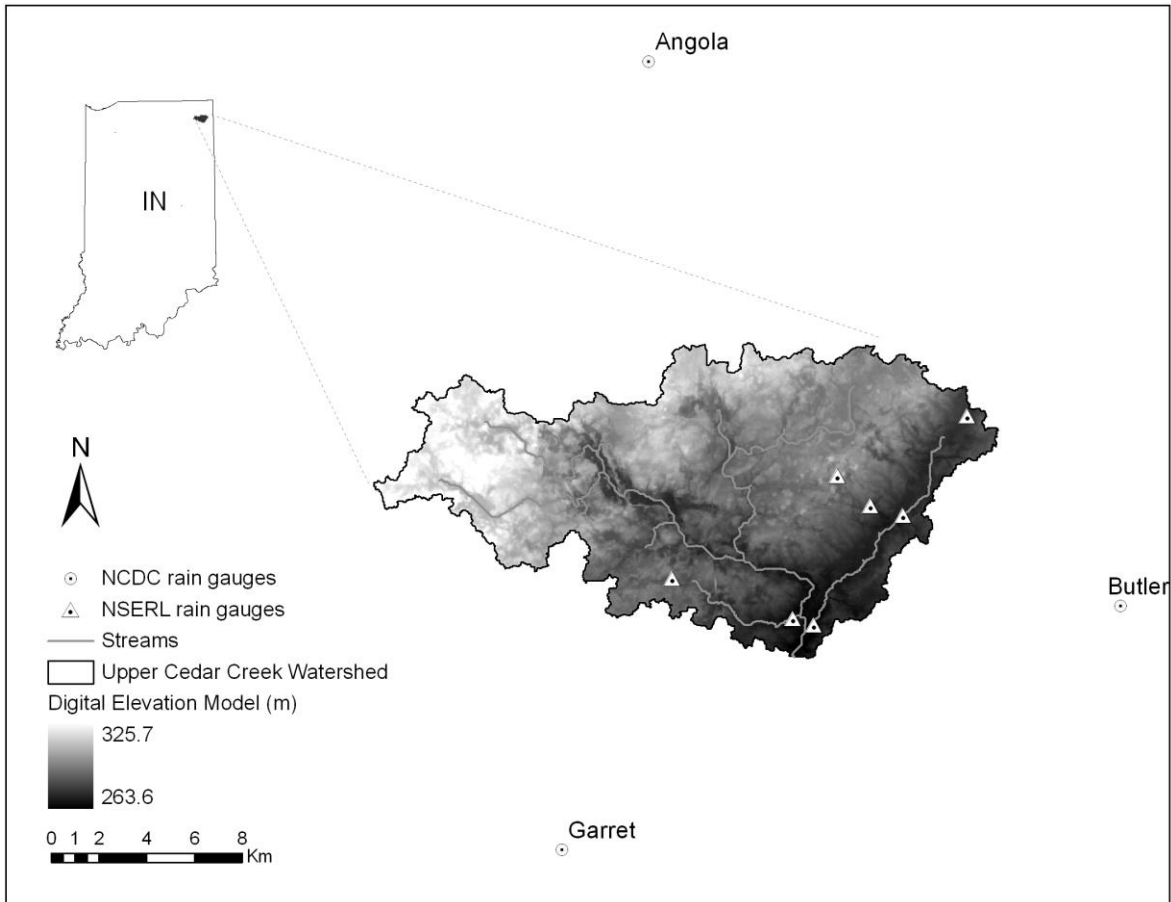 Angola
IN
N
NCDC rain gauges
NSERL rain gauges
Streams
Upper Cedar Creek Watershed
Digital Elevation Model (m)
325.7
263.6
0 1 2 4 6 8
Km
Butler
Garret